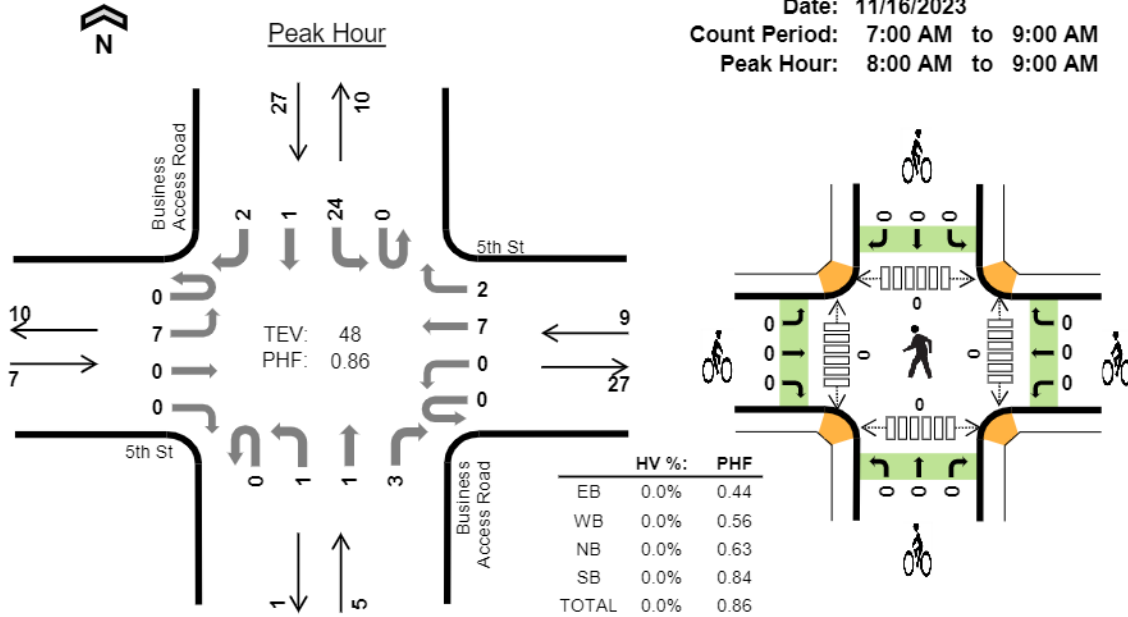 Date: 11/16/2023
Count Period: 7:00 AM to 9:00 AM
Peak Hour: 8:00 AM to 9:00 AM
N
Peak Hour
27
10
Business
Access Road
2 1 24 0
5th St
0
7
0
0
10
7
TEV: 48
PHF: 0.86
2
7
0
0
9
27
5th St
0 1 1 3
Business
Access Road
1
5
HV %: PHF
EB 0.0% 0.44
WB 0.0% 0.56
NB 0.0% 0.63
SB 0.0% 0.84
TOTAL 0.0% 0.86
0 0 0
0
0
0
0
0
0
0
0
0
0
0
0 0 0